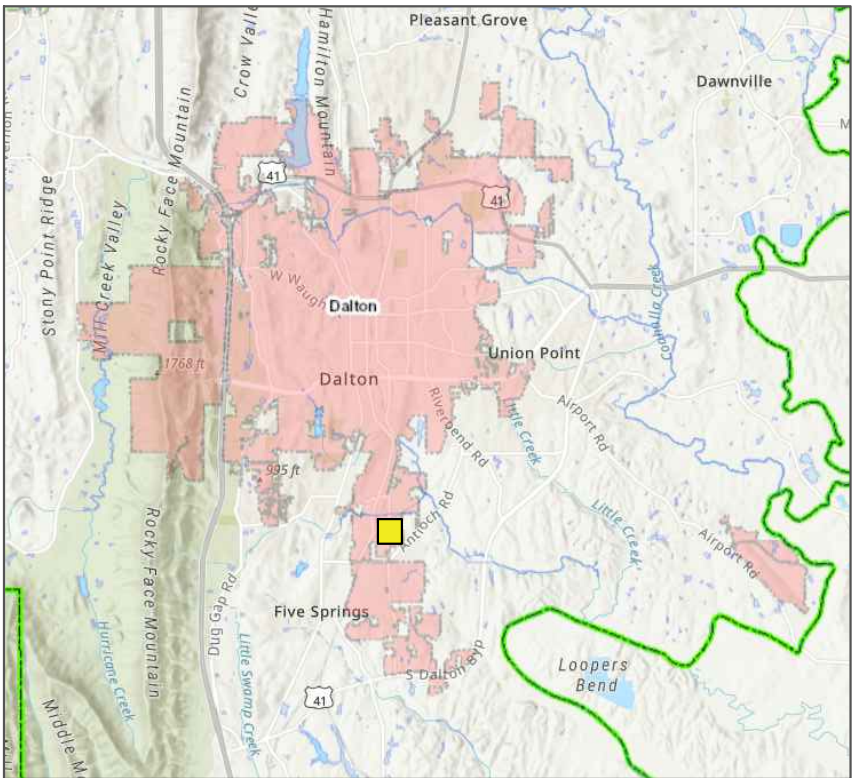 Pleasant Grove
Crow Valle
Hamilton Mountain
Dawnville
Rocky Face Mountain
41
41
Stony Point Ridge
Mill Creek Valley
W Waugh
Dalton
Coahulla Creek
1768 ft
Dalton
Union Point
Riverbend Rd
Little Creek
Airport Rd
995 ft
Antioch Rd
Little Creek
Airport Rd
Rocky Face Mountain
Dug Gap Rd
Five Springs
Hurricane Creek
Little Swamp Creek
S Dalton Byp
Loopers
Bend
41
Middle Mo